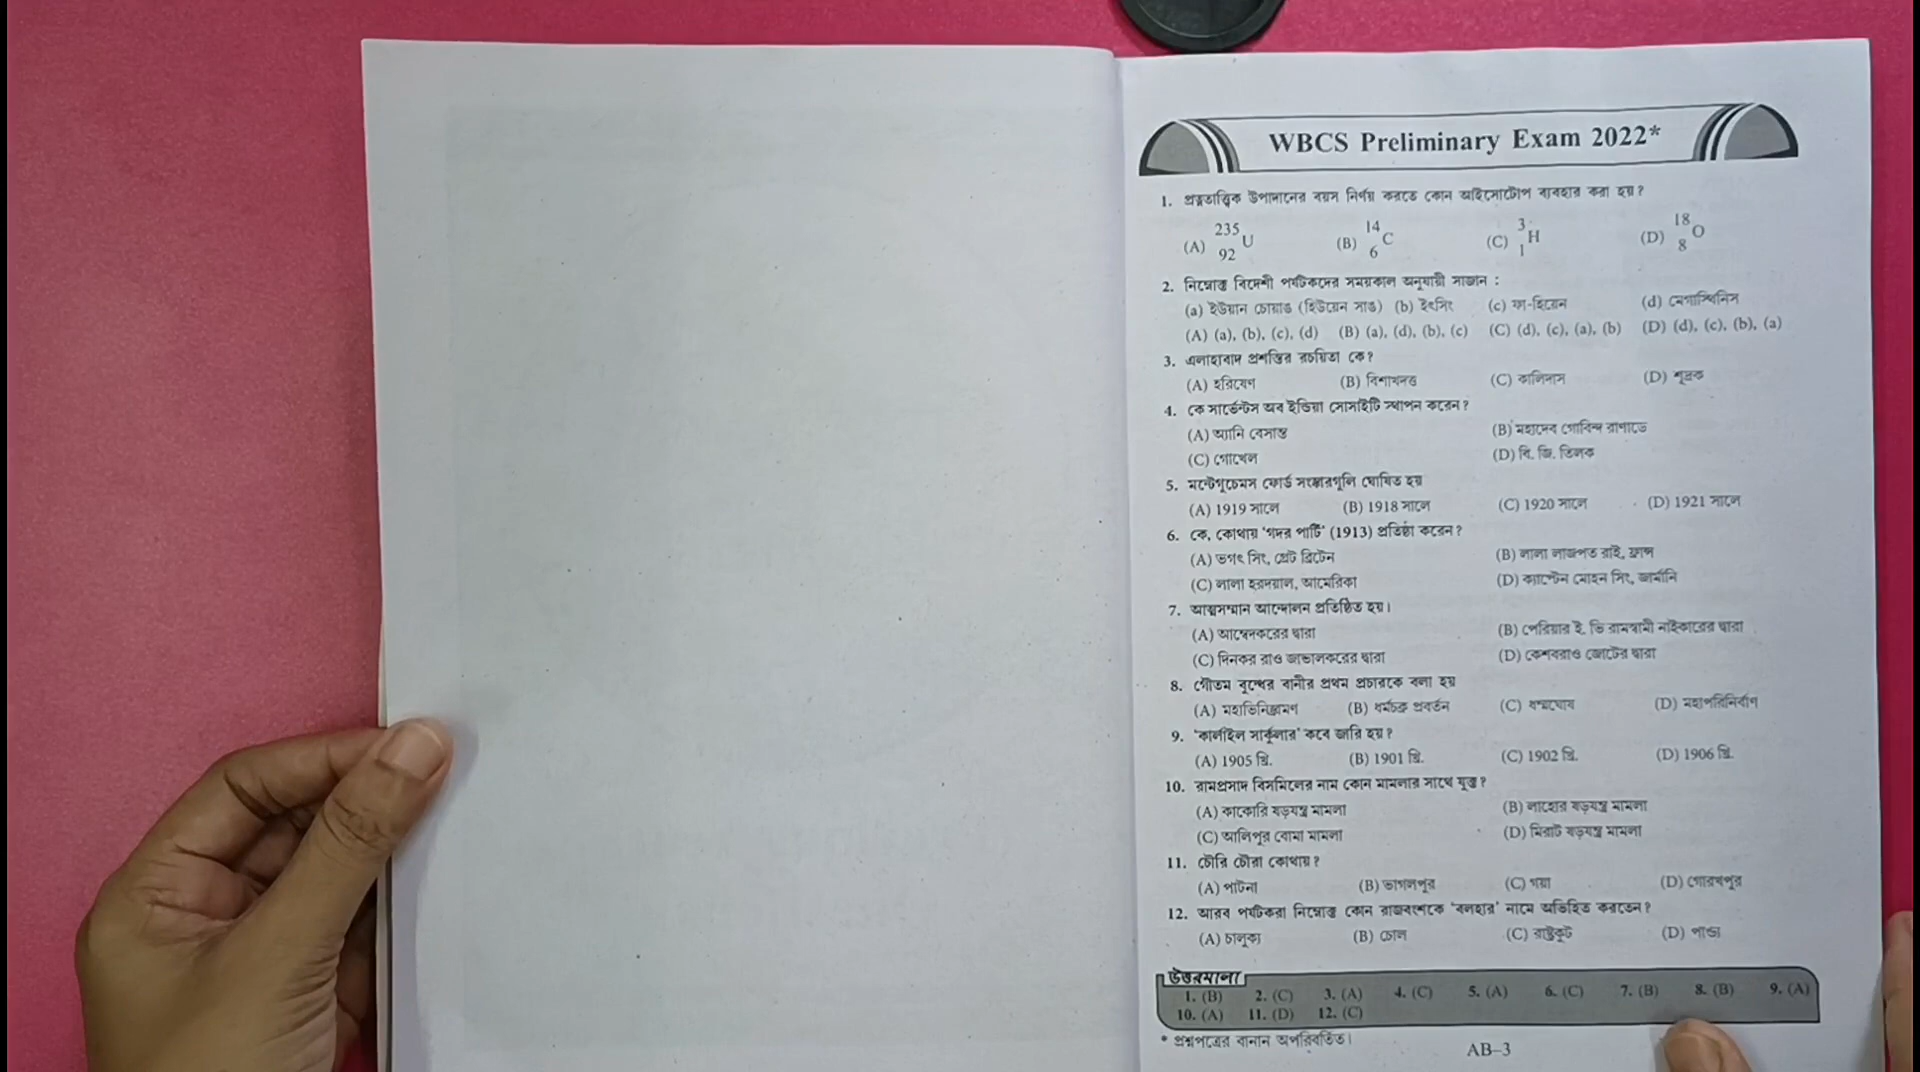 WBCS Preliminary Exam 2022*
1. প্রত্নতাত্ত্বিক উপাদানের বয়স নির্ণয় করতে কোন আইসোটোপ ব্যবহার করা হয়?
(A) 235 92 U (B) 14 6 C (C) 3 1 H (D) 18 8 O
2. নিম্নোক্ত বিদেশী পর্যটকদের সময়কাল অনুযায়ী সাজান :
(a) ইউয়ান চোয়াঙ (হিউয়েন সাঙ) (b) ইৎসিং (c) ফা-হিয়েন (d) মেগাস্থিনিস
(A) (a), (b), (c), (d) (B) (a), (d), (b), (c) (C) (d), (c), (a), (b) (D) (d), (c), (b), (a)
3. এলাহাবাদ প্রশস্তির রচয়িতা কে?
(A) হরিষেণ (B) বিশাখদত্ত (C) কালিদাস (D) শূদ্রক
4. কে সার্ভেন্টস অব ইন্ডিয়া সোসাইটি স্থাপন করেন?
(A) অ্যানি বেসান্ত (B) মহাদেব গোবিন্দ রাণাডে
(C) গোখেল (D) বি. জি. তিলক
5. মন্টেগুচেমস ফোর্ড সংস্কারগুলি ঘোষিত হয়
(A) 1919 সালে (B) 1918 সালে (C) 1920 সালে (D) 1921 সালে
6. কে, কোথায় ‘গদর পার্টি’ (1913) প্রতিষ্ঠা করেন?
(A) ভগৎ সিং, গ্রেট ব্রিটেন (B) লালা লাজপত রাই, ফ্রান্স
(C) লালা হরদয়াল, আমেরিকা (D) ক্যাপ্টেন মোহন সিং, জার্মানি
7. আত্মসম্মান আন্দোলন প্রতিষ্ঠিত হয়।
(A) আম্বেদকরের দ্বারা (B) পেরিয়ার ই. ভি রামস্বামী নাইকারের দ্বারা
(C) দিনকর রাও জাভালকরের দ্বারা (D) কেশবরাও জোটের দ্বারা
8. গৌতম বুদ্ধের বানীর প্রথম প্রচারকে বলা হয়
(A) মহাভিনিষ্ক্রমণ (B) ধর্মচক্র প্রবর্তন (C) ধম্মঘোষ (D) মহাপরিনির্বাণ
9. ‘কার্লাইল সার্কুলার’ কবে জারি হয়?
(A) 1905 খ্রি. (B) 1901 খ্রি. (C) 1902 খ্রি. (D) 1906 খ্রি.
10. রামপ্রসাদ বিসমিলের নাম কোন মামলার সাথে যুক্ত?
(A) কাকোরি ষড়যন্ত্র মামলা (B) লাহোর ষড়যন্ত্র মামলা
(C) আলিপুর বোমা মামলা (D) মিরাট ষড়যন্ত্র মামলা
11. চৌরি চৌরা কোথায়?
(A) পাটনা (B) ভাগলপুর (C) গয়া (D) গোরখপুর
12. আরব পর্যটকরা নিম্নোক্ত কোন রাজবংশকে ‘বলহার’ নামে অভিহিত করতেন?
(A) চালুক্য (B) চোল (C) রাষ্ট্রকূট (D) পান্ড্য
উত্তরমালা
1. (B) 2. (C) 3. (A) 4. (C) 5. (A) 6. (C) 7. (B) 8. (B) 9. (A)
10. (A) 11. (D) 12. (C)
* প্রশ্নপত্রের বানান অপরিবর্তিত।
AB–3